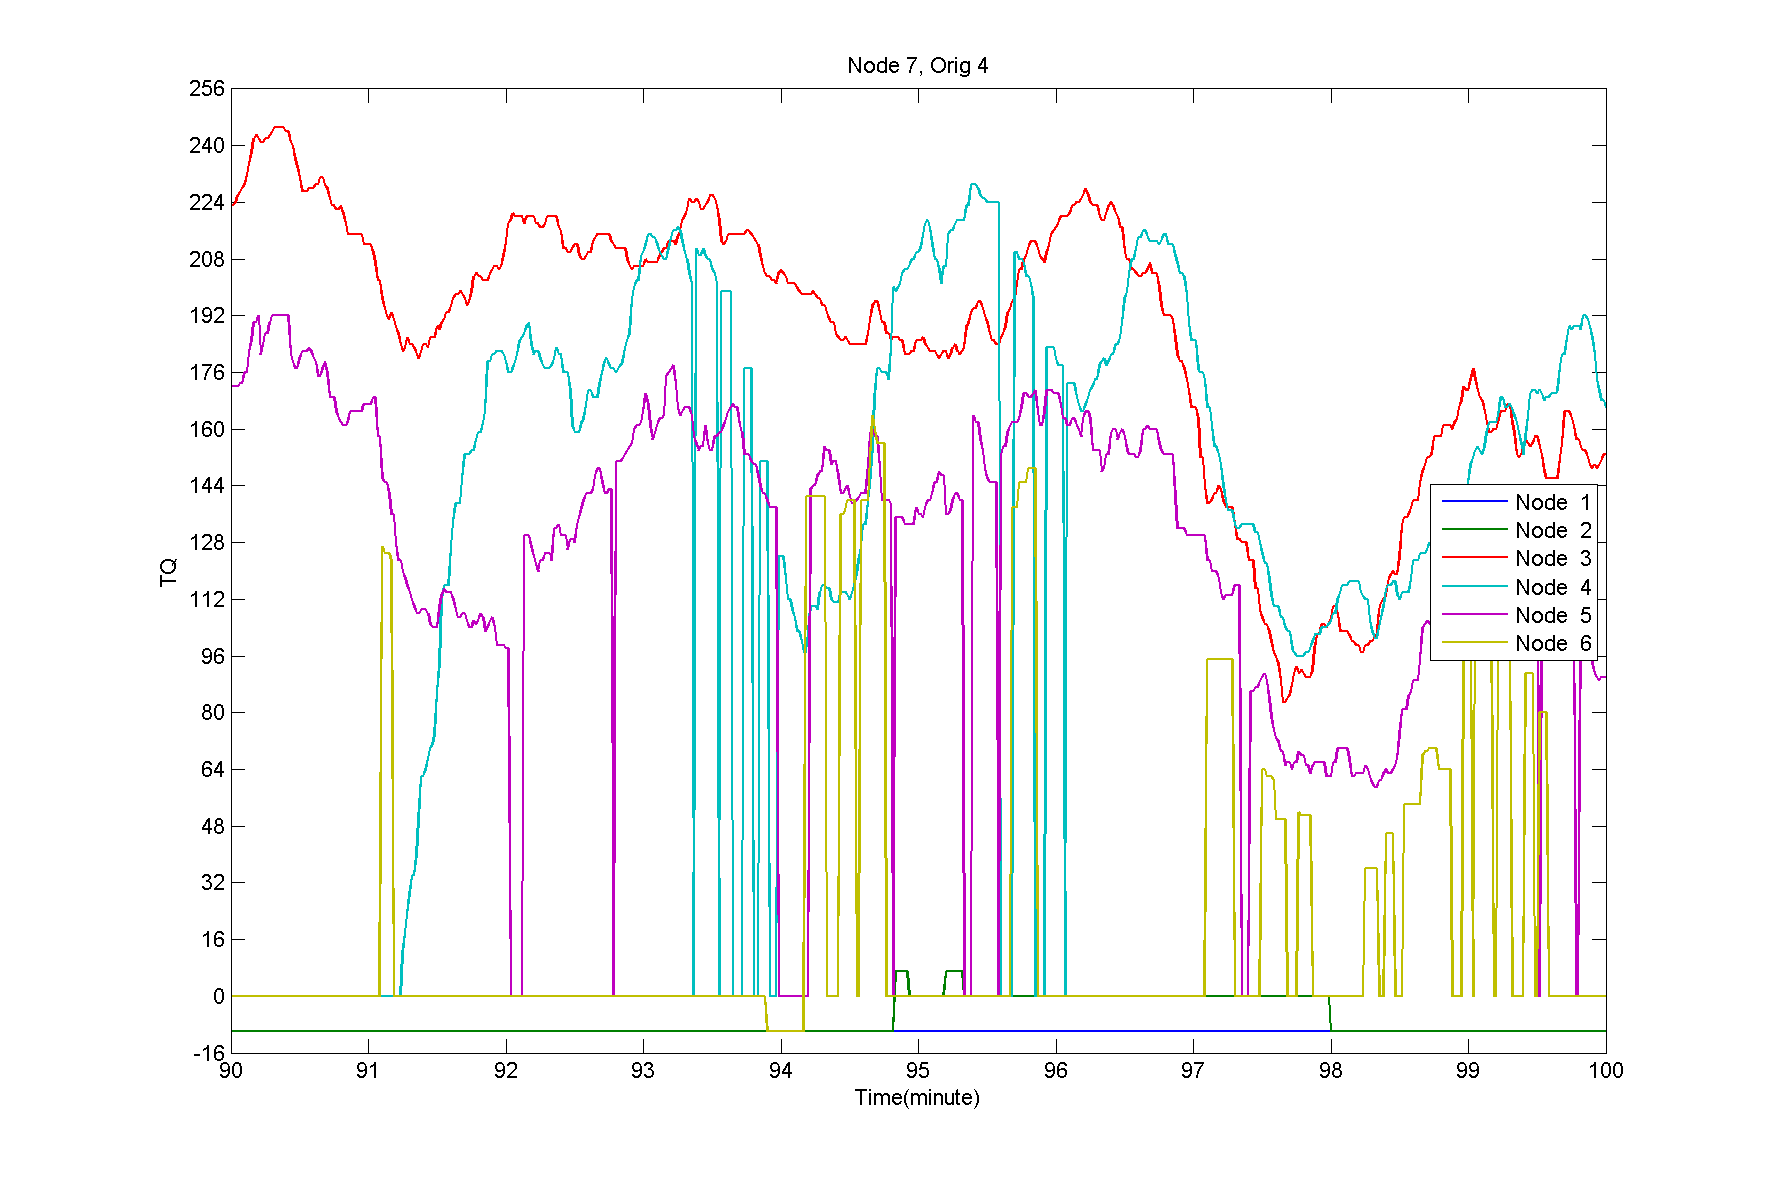 Node 7, Orig 4
256
240
224
208
192
176
160
144
128
112
96
80
64
48
32
16
0
-16
TQ
Node 1
Node 2
Node 3
Node 4
Node 5
Node 6
90 91 92 93 94 95 96 97 98 99 100
Time(minute)